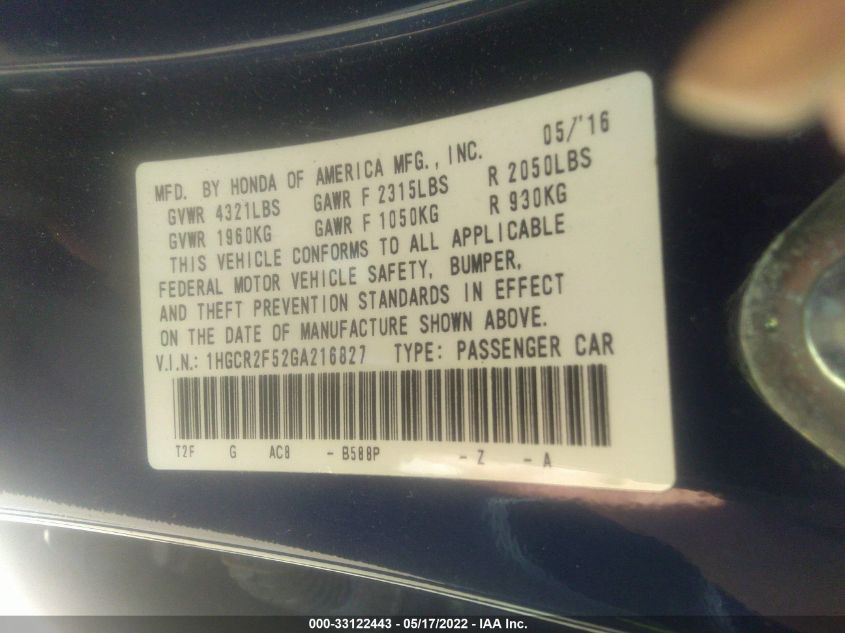 05/'16
MFD. BY HONDA OF AMERICA MFG., INC.
GVWR 4321LBS GAWR F 2315LBS R 2050LBS
GVWR 1960KG GAWR F 1050KG R 930KG
THIS VEHICLE CONFORMS TO ALL APPLICABLE
FEDERAL MOTOR VEHICLE SAFETY, BUMPER,
AND THEFT PREVENTION STANDARDS IN EFFECT
ON THE DATE OF MANUFACTURE SHOWN ABOVE.
V.I.N.: 1HGCR2F52GA216827 TYPE: PASSENGER CAR
T2F G AC8 - B588P - Z - A
000-33122443 - 05/17/2022 - IAA Inc.